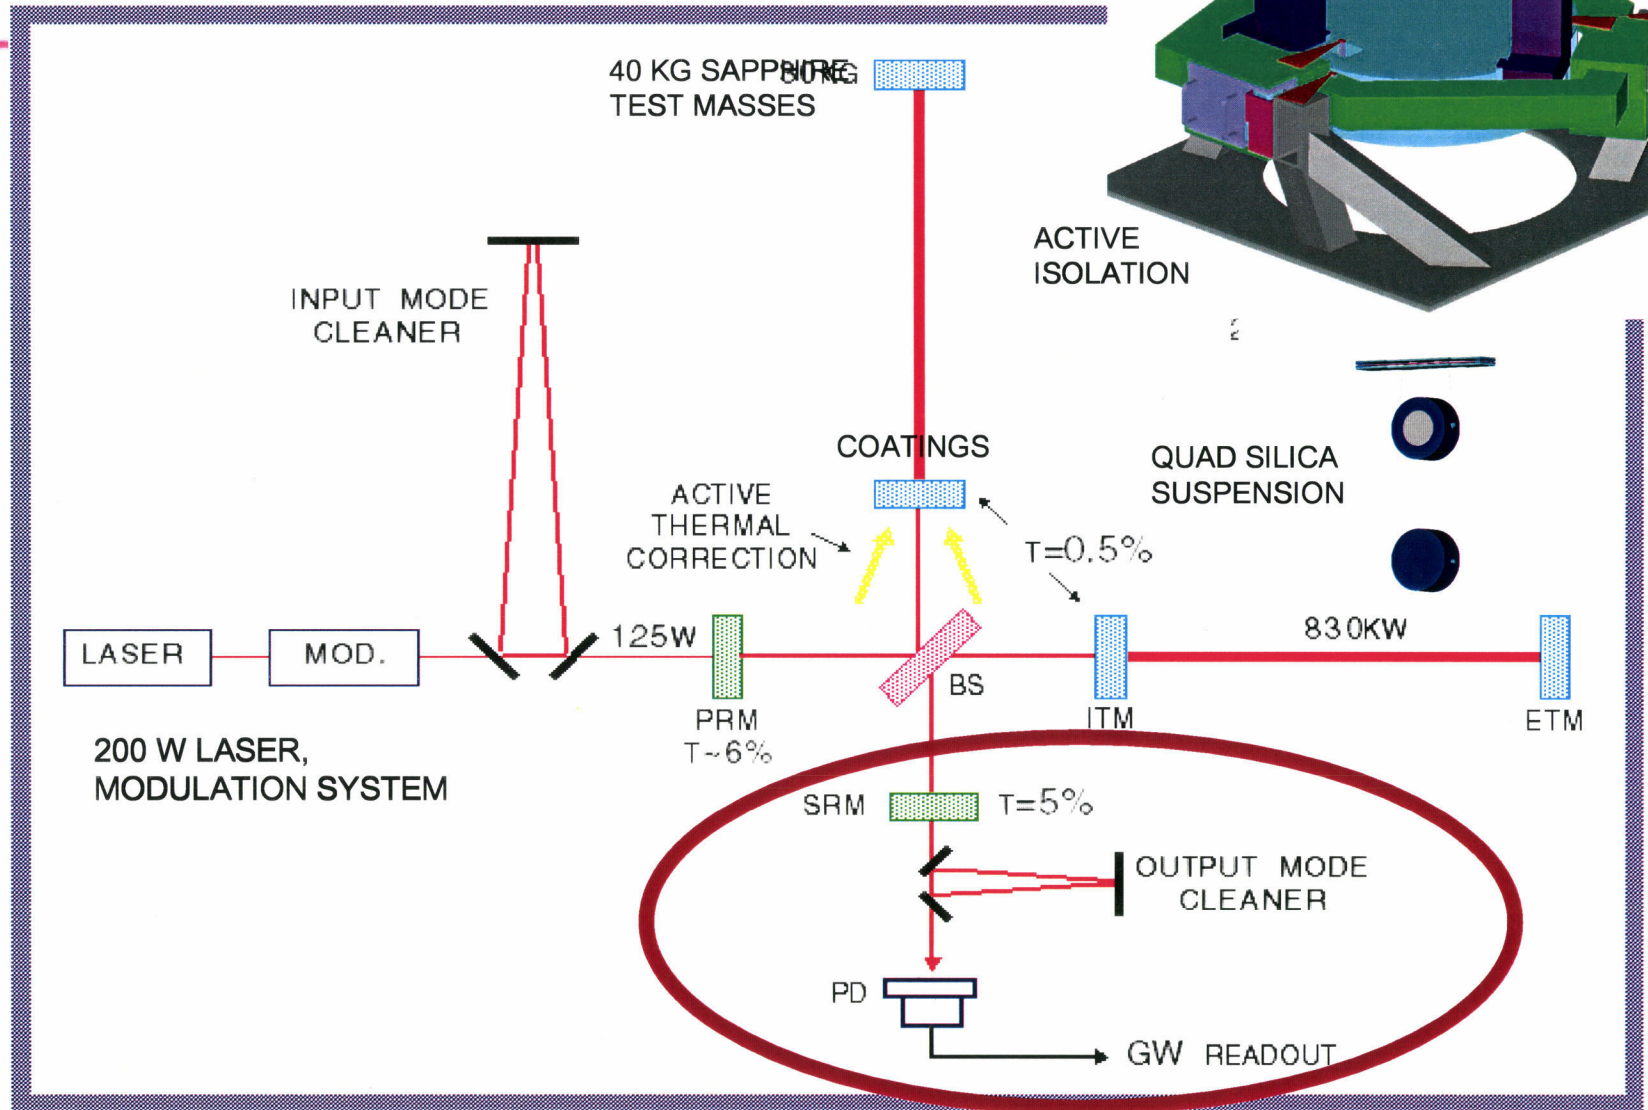 40 KG SAPPHIRE
TEST MASSES
ACTIVE
ISOLATION
INPUT MODE
CLEANER
COATINGS
QUAD SILICA
SUSPENSION
ACTIVE
THERMAL
CORRECTION
T=0.5%
LASER
MOD.
125W
830KW
BS
PRM
T~6%
ITM
ETM
200 W LASER,
MODULATION SYSTEM
SRM
T=5%
OUTPUT MODE
CLEANER
PD
GW READOUT